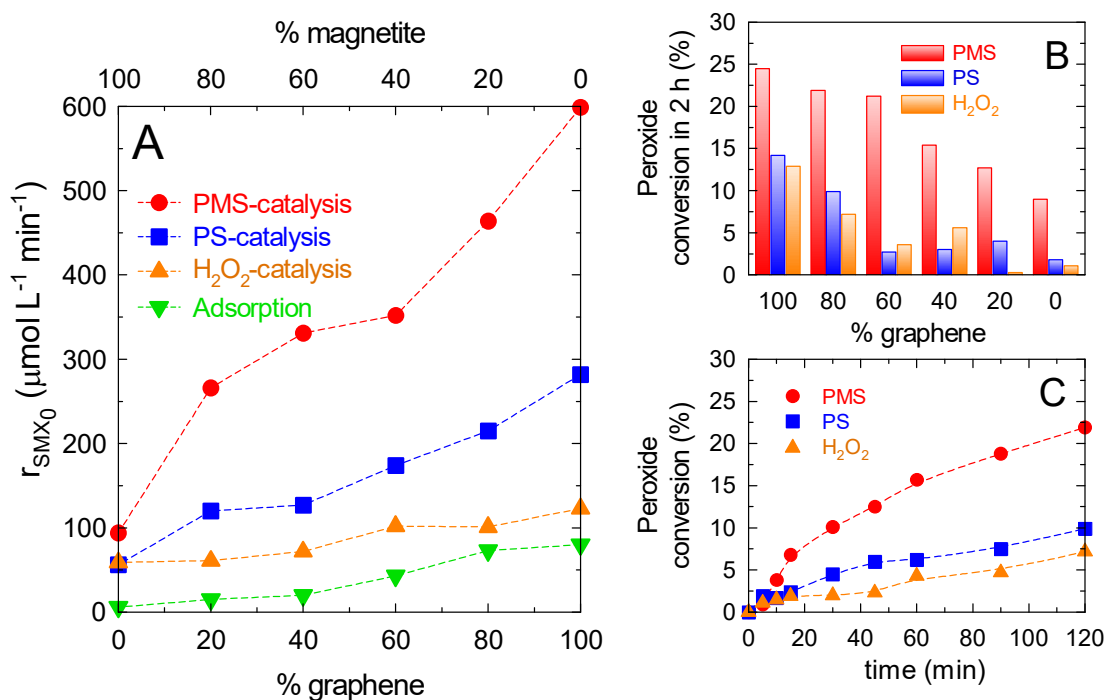 % magnetite
100 80 60 40 20 0
A
600
500
400
300
200
100
0
r_SMX₀ (μmol L⁻¹ min⁻¹)
PMS-catalysis
PS-catalysis
H₂O₂-catalysis
Adsorption
0 20 40 60 80 100
% graphene
B
30
25
20
15
10
5
0
Peroxide
conversion in 2 h (%)
PMS
PS
H₂O₂
100 80 60 40 20 0
% graphene
C
30
25
20
15
10
5
0
Peroxide
conversion (%)
PMS
PS
H₂O₂
0 20 40 60 80 100 120
time (min)